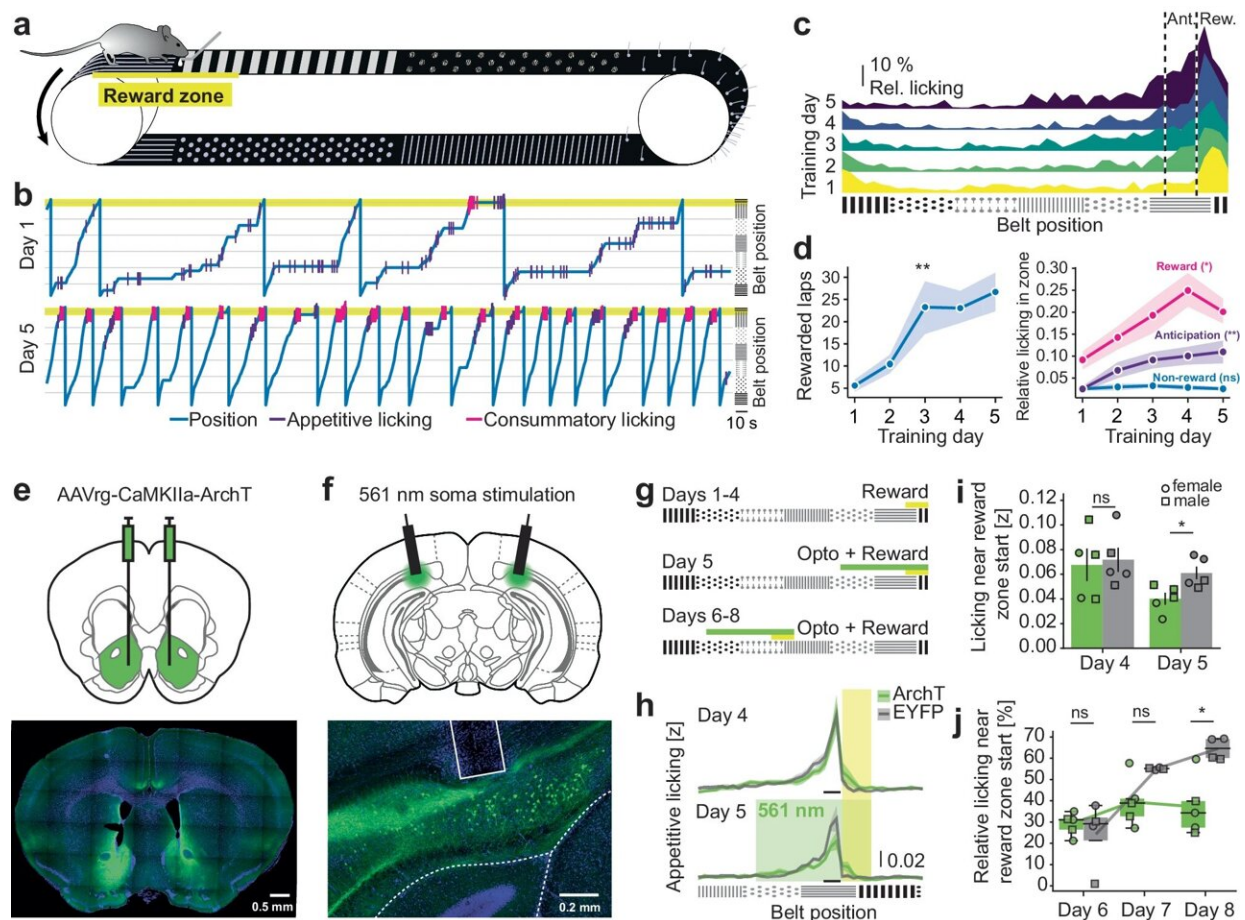 a
Reward zone
b
Day 1
Belt position
Day 5
Belt position
10 s
Position
Appetitive licking
Consummatory licking
c
Ant.
Rew.
10 %
Rel. licking
Training day
5
4
3
2
1
Belt position
d
Rewarded laps
30
25
20
15
10
5
**
1 2 3 4 5
Training day
Relative licking in zone
0.30
0.25
0.20
0.10
0.05
Reward (*)
Anticipation (**)
Non-reward (ns)
1 2 3 4 5
Training day
e
AAVrg-CaMKIIa-ArchT
0.5 mm
f
561 nm soma stimulation
0.2 mm
g
Days 1-4
Reward
Day 5
Opto + Reward
Days 6-8
Opto + Reward
h
ArchT
EYFP
Day 4
Day 5
561 nm
0.02
Appetitive licking [z]
Belt position
i
female
male
Licking near reward
zone start [z]
0.12
0.10
0.08
0.06
0.04
0.02
0.00
ns
*
Day 4
Day 5
j
Relative licking near
reward zone start [%]
70
60
50
40
30
20
10
0
ns
ns
*
Day 6
Day 7
Day 8